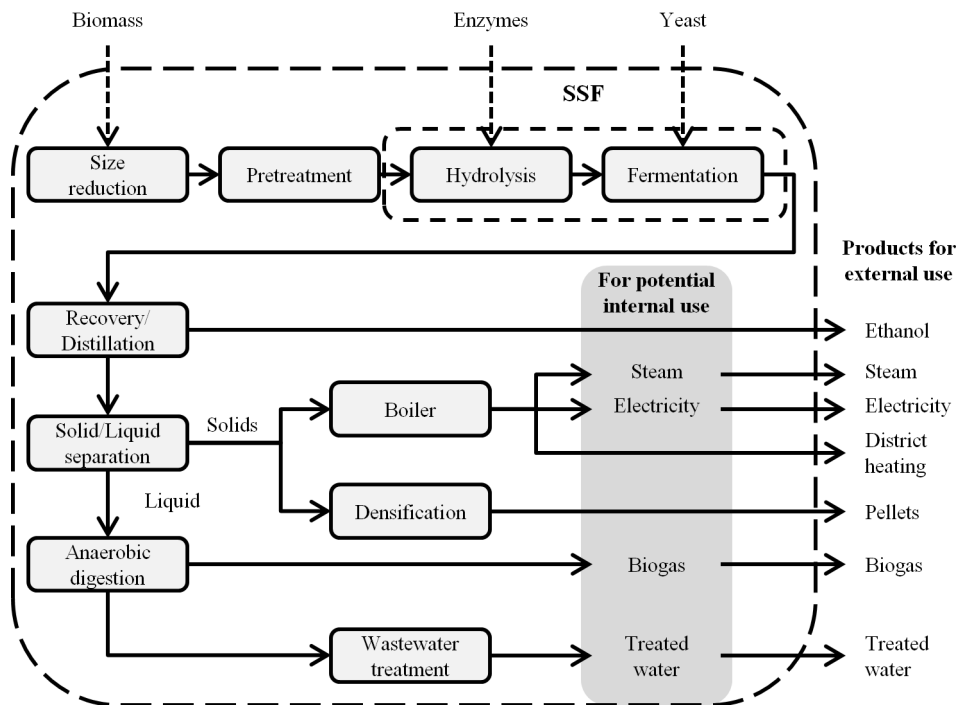 Biomass
Enzymes
Yeast
SSF
Size
reduction
Pretreatment
Hydrolysis
Fermentation
Products for
external use
For potential
internal use
Recovery/
Distillation
Ethanol
Steam
Steam
Boiler
Electricity
Electricity
Solids
Solid/Liquid
separation
District
heating
Liquid
Densification
Pellets
Anaerobic
digestion
Biogas
Biogas
Wastewater
treatment
Treated
water
Treated
water